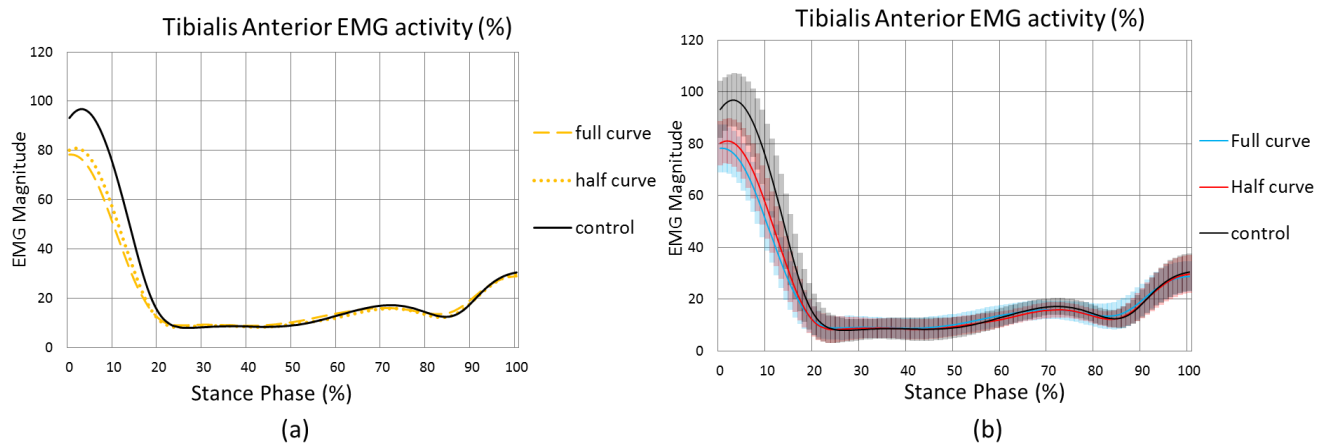 Tibialis Anterior EMG activity (%)
120
100
80
60
40
20
0
EMG Magnitude
0 10 20 30 40 50 60 70 80 90 100
Stance Phase (%)
full curve
half curve
control
(a)
Tibialis Anterior EMG activity (%)
120
100
80
60
40
20
0
EMG Magnitude
0 10 20 30 40 50 60 70 80 90 100
Stance Phase (%)
Full curve
Half curve
control
(b)